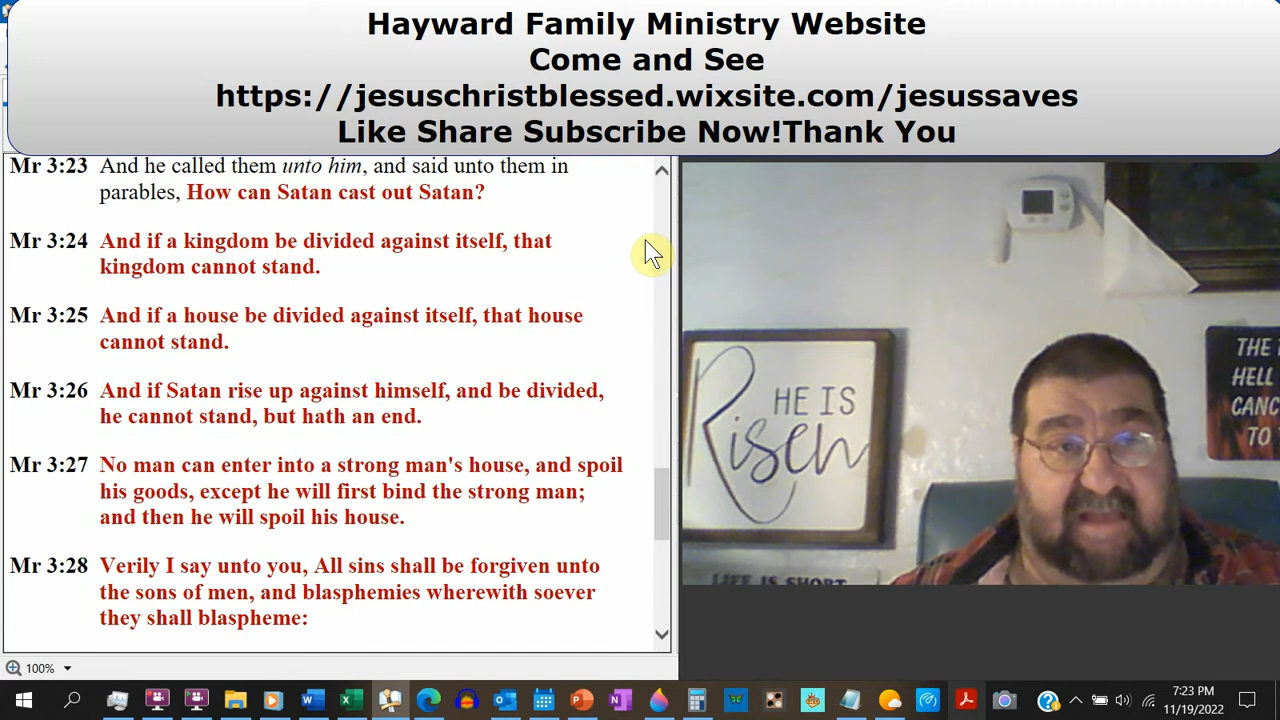 Hayward Family Ministry Website
Come and See
https://jesuschristblessed.wixsite.com/jesussaves
Like Share Subscribe Now!Thank You
Mr 3:23 And he called them unto him, and said unto them in
parables, How can Satan cast out Satan?
Mr 3:24 And if a kingdom be divided against itself, that
kingdom cannot stand.
Mr 3:25 And if a house be divided against itself, that house
cannot stand.
Mr 3:26 And if Satan rise up against himself, and be divided,
he cannot stand, but hath an end.
Mr 3:27 No man can enter into a strong man's house, and spoil
his goods, except he will first bind the strong man;
and then he will spoil his house.
Mr 3:28 Verily I say unto you, All sins shall be forgiven unto
the sons of men, and blasphemies wherewith soever
they shall blaspheme:
HE IS
Risen
LIFE IS SHORT
THE
HELL
CANC
TO
100%
7:23 PM
11/19/2022